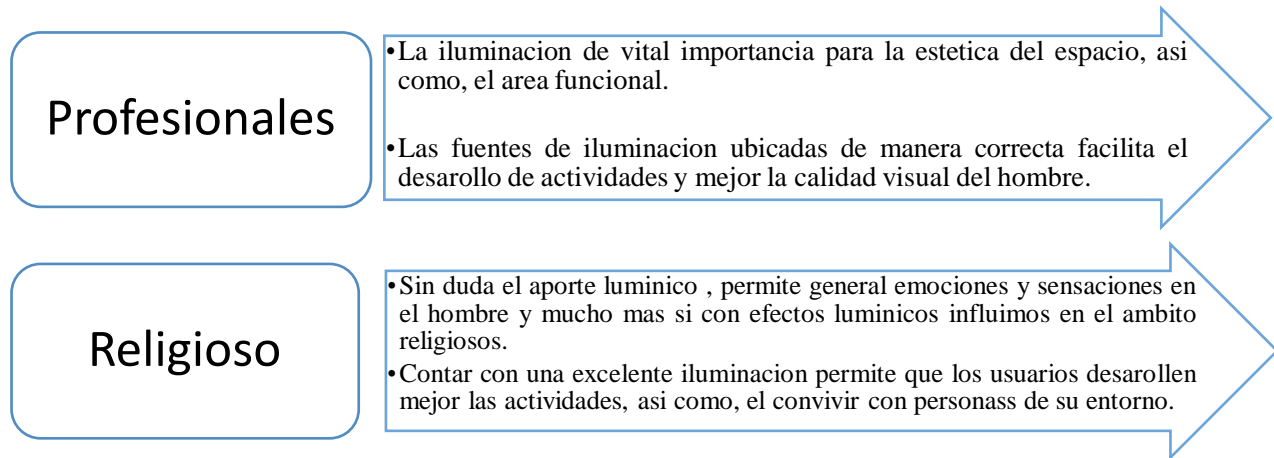 Profesionales
•La iluminacion de vital importancia para la estetica del espacio, asi
como, el area funcional.
•Las fuentes de iluminacion ubicadas de manera correcta facilita el
desarollo de actividades y mejor la calidad visual del hombre.
Religioso
•Sin duda el aporte luminico , permite general emociones y sensaciones en
el hombre y mucho mas si con efectos luminicos influimos en el ambito
religiosos.
•Contar con una excelente iluminacion permite que los usuarios desarollen
mejor las actividades, asi como, el convivir con personass de su entorno.